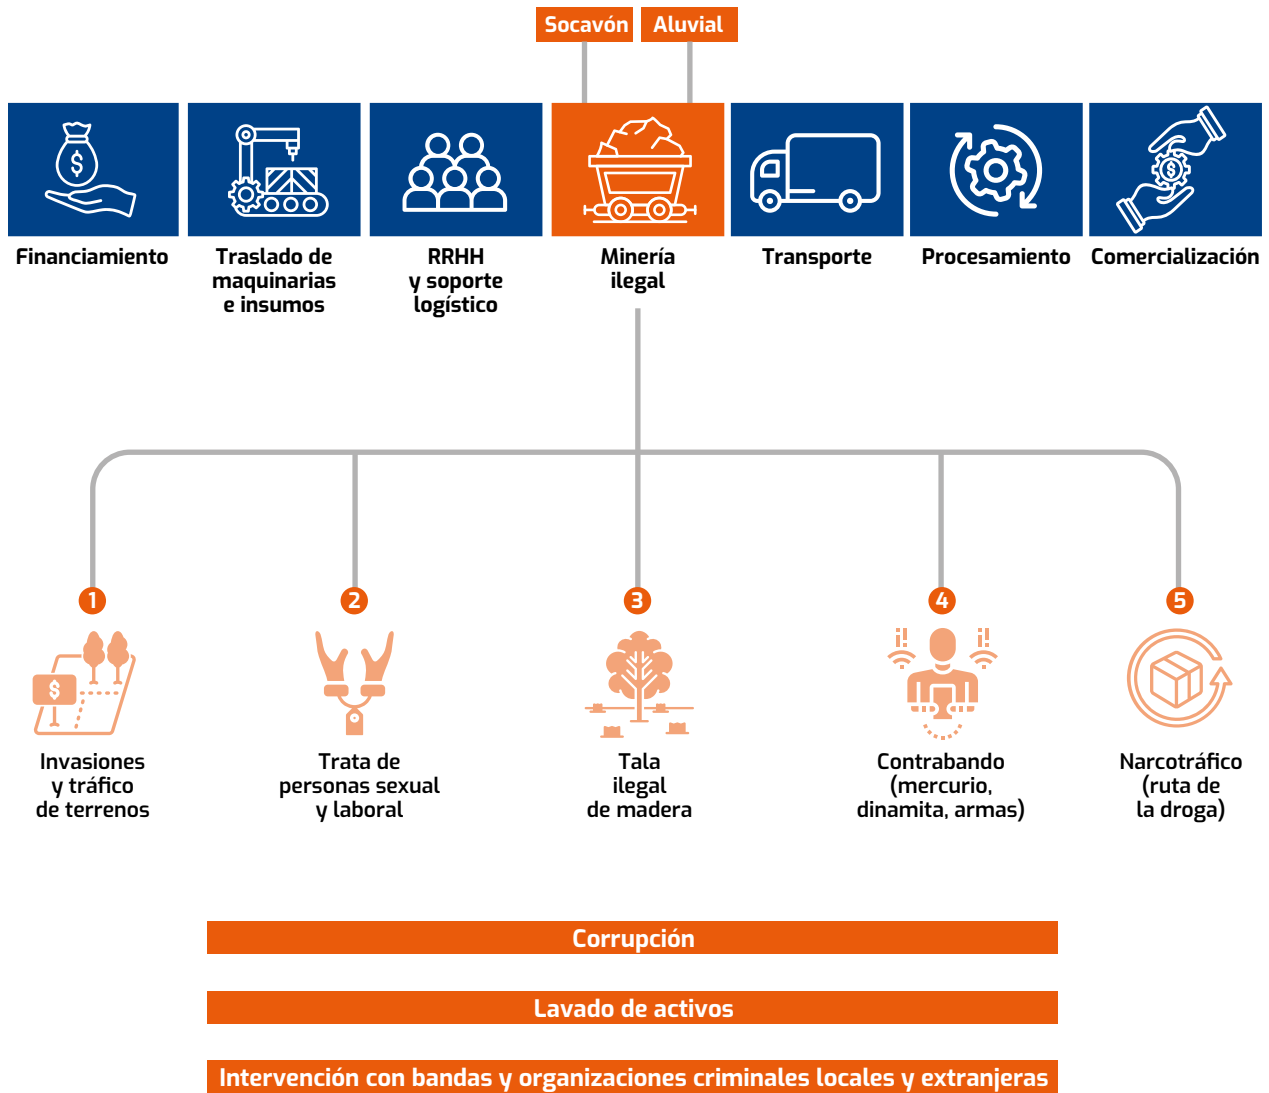 Socavón
Aluvial
Financiamiento
Traslado de
maquinarias
e insumos
RRHH
y soporte
logístico
Minería
ilegal
Transporte
Procesamiento
Comercialización
1
Invasiones
y tráfico
de terrenos
2
Trata de
personas sexual
y laboral
3
Tala
ilegal
de madera
4
Contrabando
(mercurio,
dinamita, armas)
5
Narcotráfico
(ruta de
la droga)
Corrupción
Lavado de activos
Intervención con bandas y organizaciones criminales locales y extranjeras